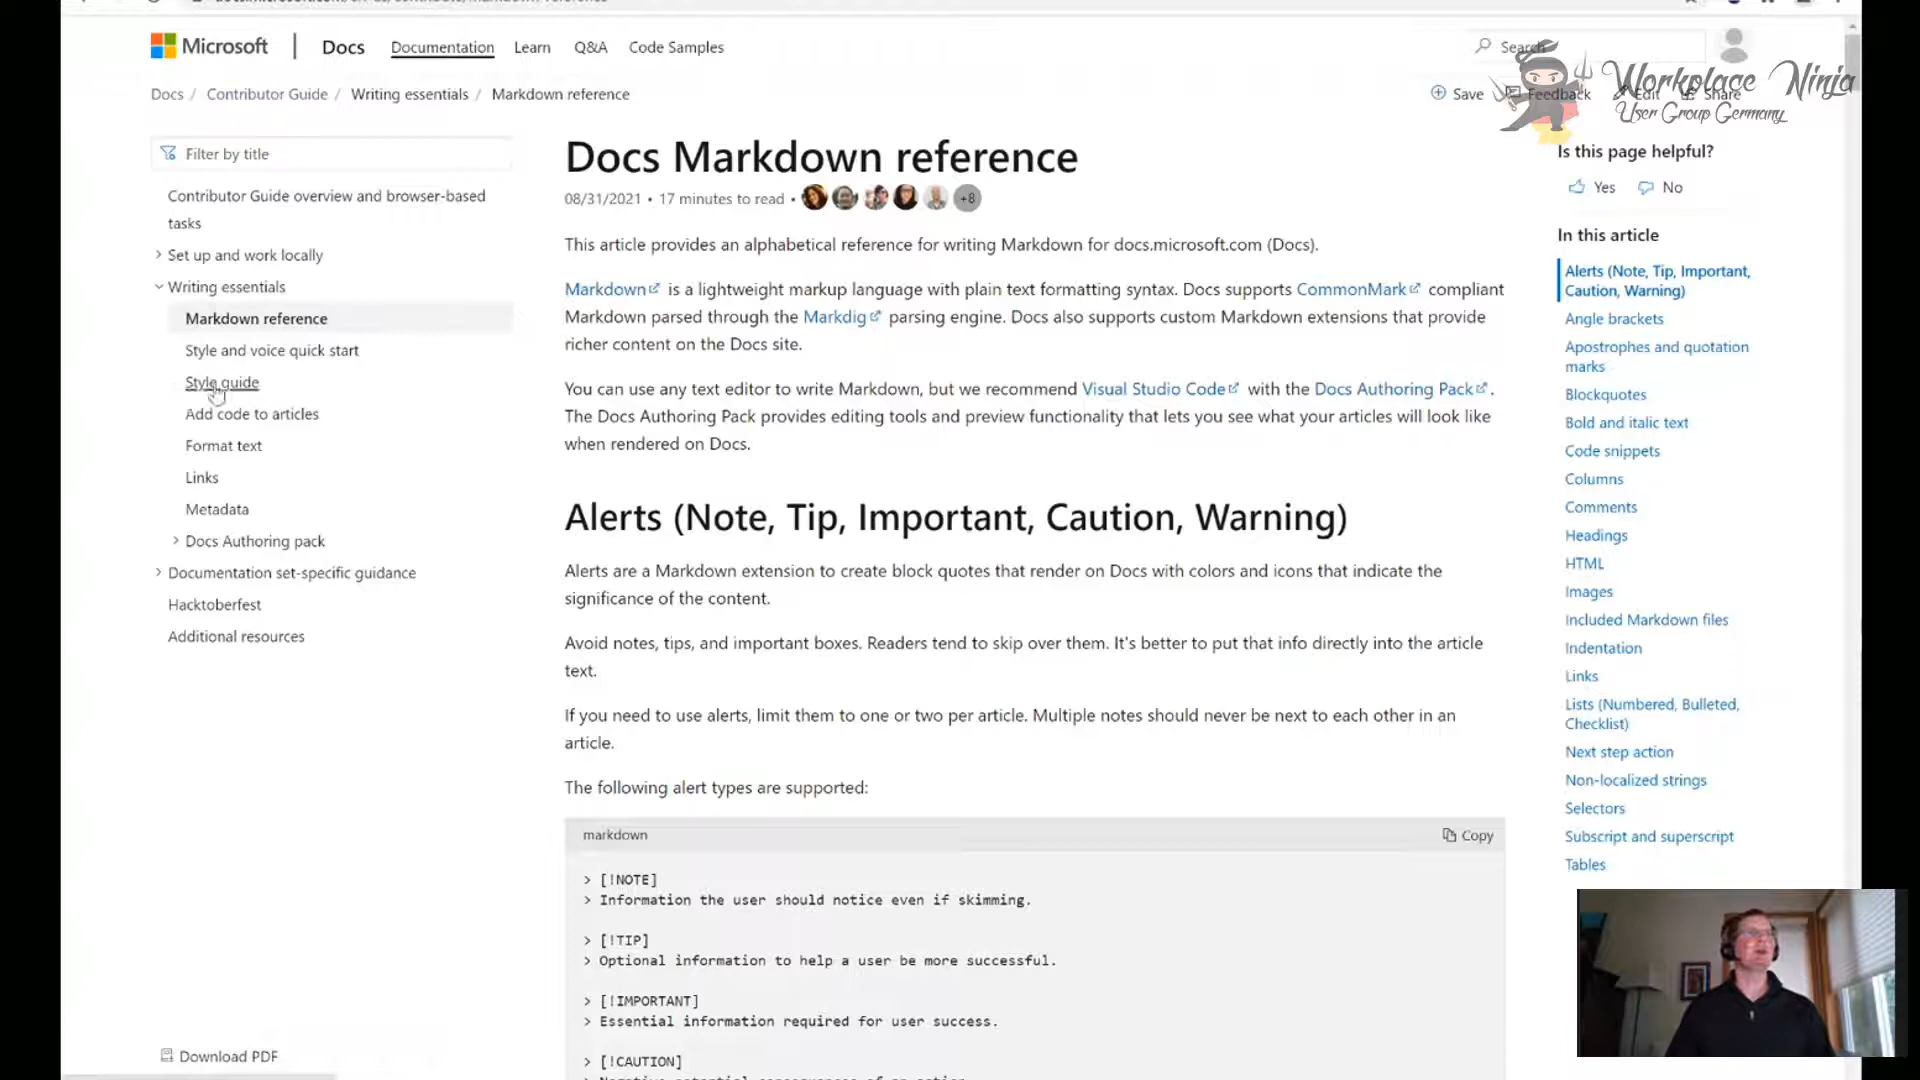 Microsoft | Docs Documentation Learn Q&A Code Samples
Search
Docs / Contributor Guide / Writing essentials / Markdown reference
Save Feedback Edit Share
Workplace Ninja
User Group Germany
Filter by title
Contributor Guide overview and browser-based
tasks
Set up and work locally
Writing essentials
Markdown reference
Style and voice quick start
Style guide
Add code to articles
Format text
Links
Metadata
Docs Authoring pack
Documentation set-specific guidance
Hacktoberfest
Additional resources
Download PDF
Docs Markdown reference
08/31/2021 • 17 minutes to read • +8
This article provides an alphabetical reference for writing Markdown for docs.microsoft.com (Docs).
Markdown is a lightweight markup language with plain text formatting syntax. Docs supports CommonMark compliant
Markdown parsed through the Markdig parsing engine. Docs also supports custom Markdown extensions that provide
richer content on the Docs site.
You can use any text editor to write Markdown, but we recommend Visual Studio Code with the Docs Authoring Pack.
The Docs Authoring Pack provides editing tools and preview functionality that lets you see what your articles will look like
when rendered on Docs.
Alerts (Note, Tip, Important, Caution, Warning)
Alerts are a Markdown extension to create block quotes that render on Docs with colors and icons that indicate the
significance of the content.
Avoid notes, tips, and important boxes. Readers tend to skip over them. It's better to put that info directly into the article
text.
If you need to use alerts, limit them to one or two per article. Multiple notes should never be next to each other in an
article.
The following alert types are supported:
markdown
Copy
> [!NOTE]
> Information the user should notice even if skimming.
> [!TIP]
> Optional information to help a user be more successful.
> [!IMPORTANT]
> Essential information required for user success.
> [!CAUTION]
Is this page helpful?
Yes No
In this article
Alerts (Note, Tip, Important,
Caution, Warning)
Angle brackets
Apostrophes and quotation
marks
Blockquotes
Bold and italic text
Code snippets
Columns
Comments
Headings
HTML
Images
Included Markdown files
Indentation
Links
Lists (Numbered, Bulleted,
Checklist)
Next step action
Non-localized strings
Selectors
Subscript and superscript
Tables